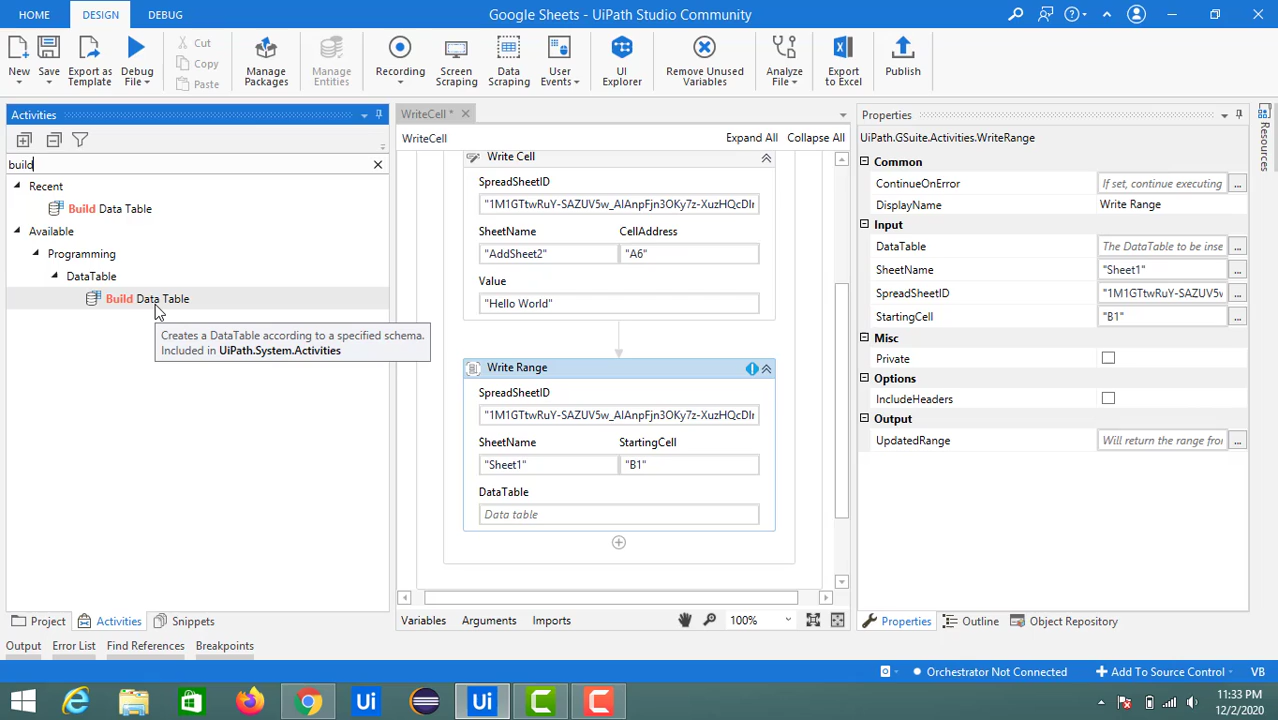 HOME DESIGN DEBUG Google Sheets - UiPath Studio Community
New Save Export as Template Debug File Cut Copy Paste Manage Packages Manage Entities Recording Screen Scraping Data Scraping User Events UI Explorer Remove Unused Variables Analyze File Export to Excel Publish
Activities
build
Recent
Build Data Table
Available
Programming
DataTable
Build Data Table
Creates a DataTable according to a specified schema.
Included in UiPath.System.Activities
Project Activities Snippets
WriteCell *
WriteCell Expand All Collapse All
Write Cell
SpreadSheetID
"1M1GTtwRuY-SAZUV5w_AIAnpFjn3OKy7z-XuzHQcDIr
SheetName CellAddress
"AddSheet2" "A6"
Value
"Hello World"
Write Range
SpreadSheetID
"1M1GTtwRuY-SAZUV5w_AIAnpFjn3OKy7z-XuzHQcDIr
SheetName StartingCell
"Sheet1" "B1"
DataTable
Data table
Variables Arguments Imports 100%
Properties
UiPath.GSuite.Activities.WriteRange
Common
ContinueOnError If set, continue executing ...
DisplayName Write Range
Input
DataTable The DataTable to be inse ...
SheetName "Sheet1" ...
SpreadSheetID "1M1GTtwRuY-SAZUV5v ...
StartingCell "B1" ...
Misc
Private
Options
IncludeHeaders
Output
UpdatedRange Will return the range fror ...
Properties Outline Object Repository
Resources
Output Error List Find References Breakpoints
Orchestrator Not Connected Add To Source Control VB
Ui Ui C C
11:33 PM
12/2/2020